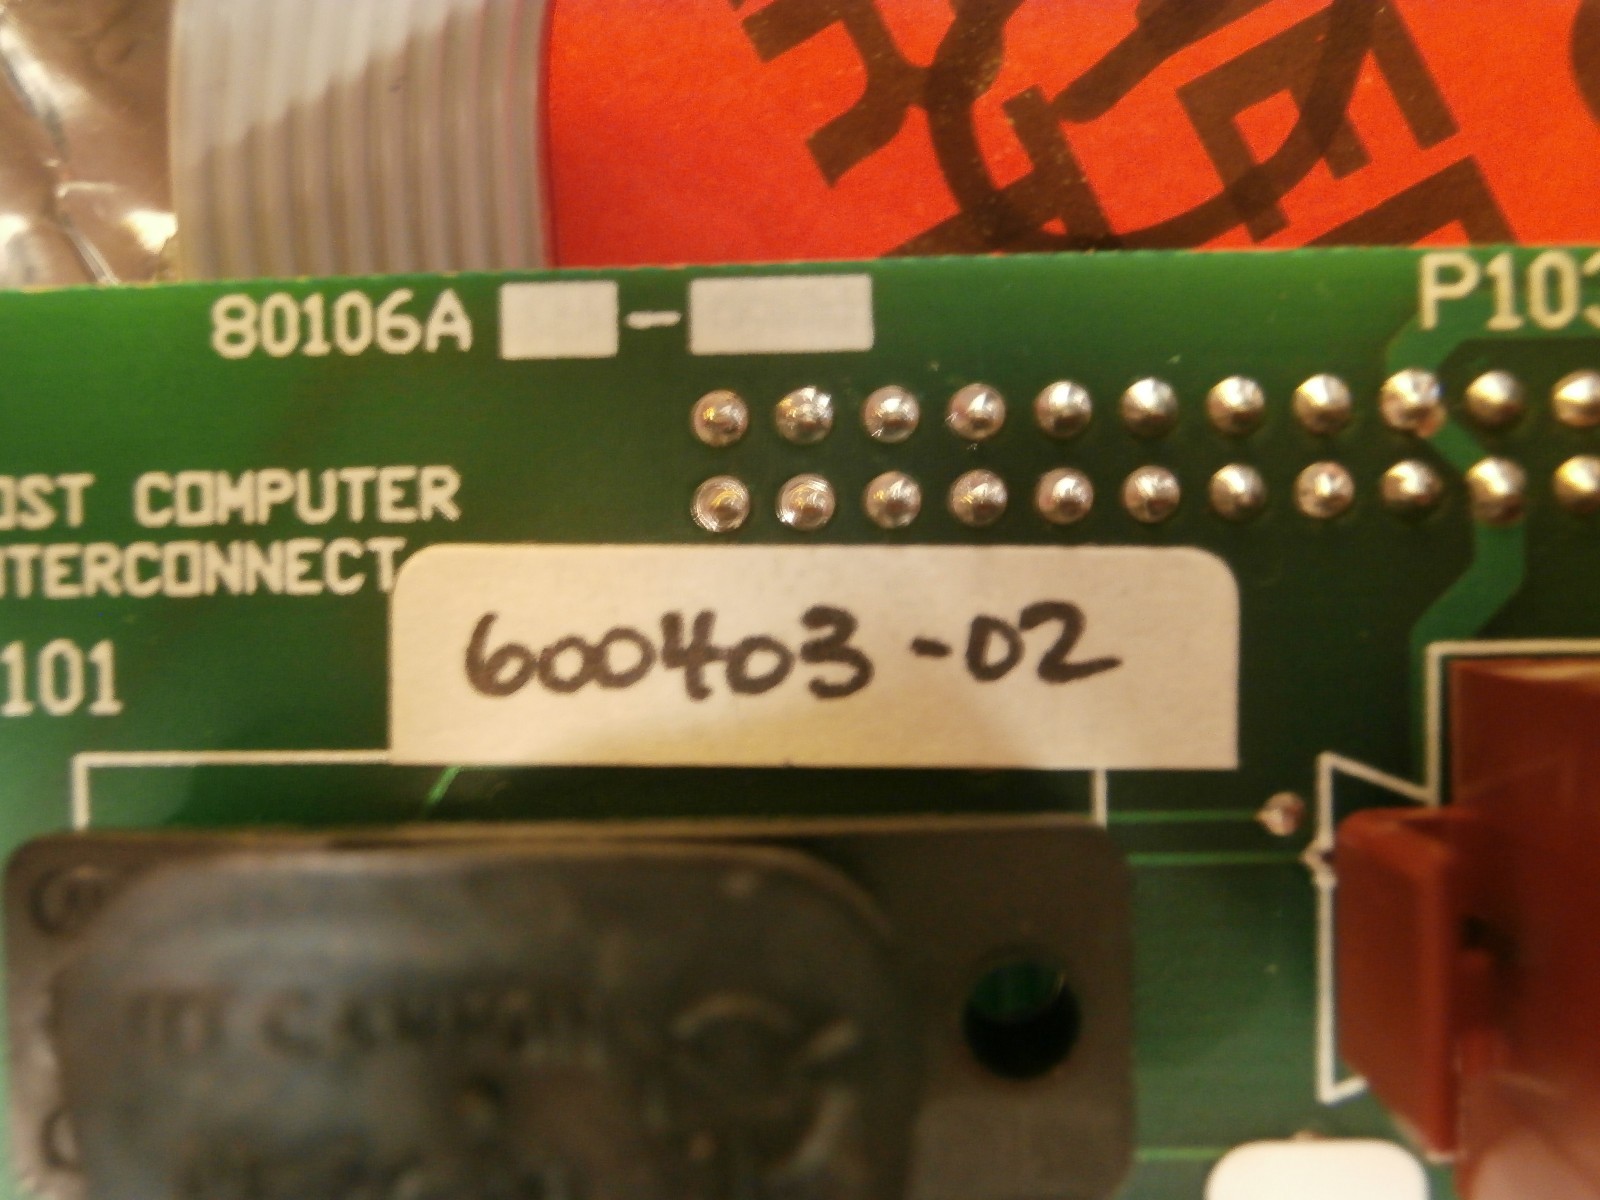 80106A -
P103
OST COMPUTER
NTERCONNECT
101
600403-02